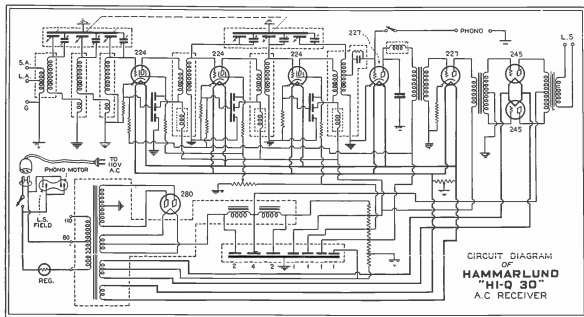 224
224
224
227
PHONO
227
245
L.S
S.A.
L.A.
G
245
TO
110V
A.C
PHONO MOTOR
280
L.S.
FIELD
110
80
REG.
2 4 2 1 1 1 1
CIRCUIT DIAGRAM
OF
HAMMARLUND
"HI-Q 30"
A.C RECEIVER